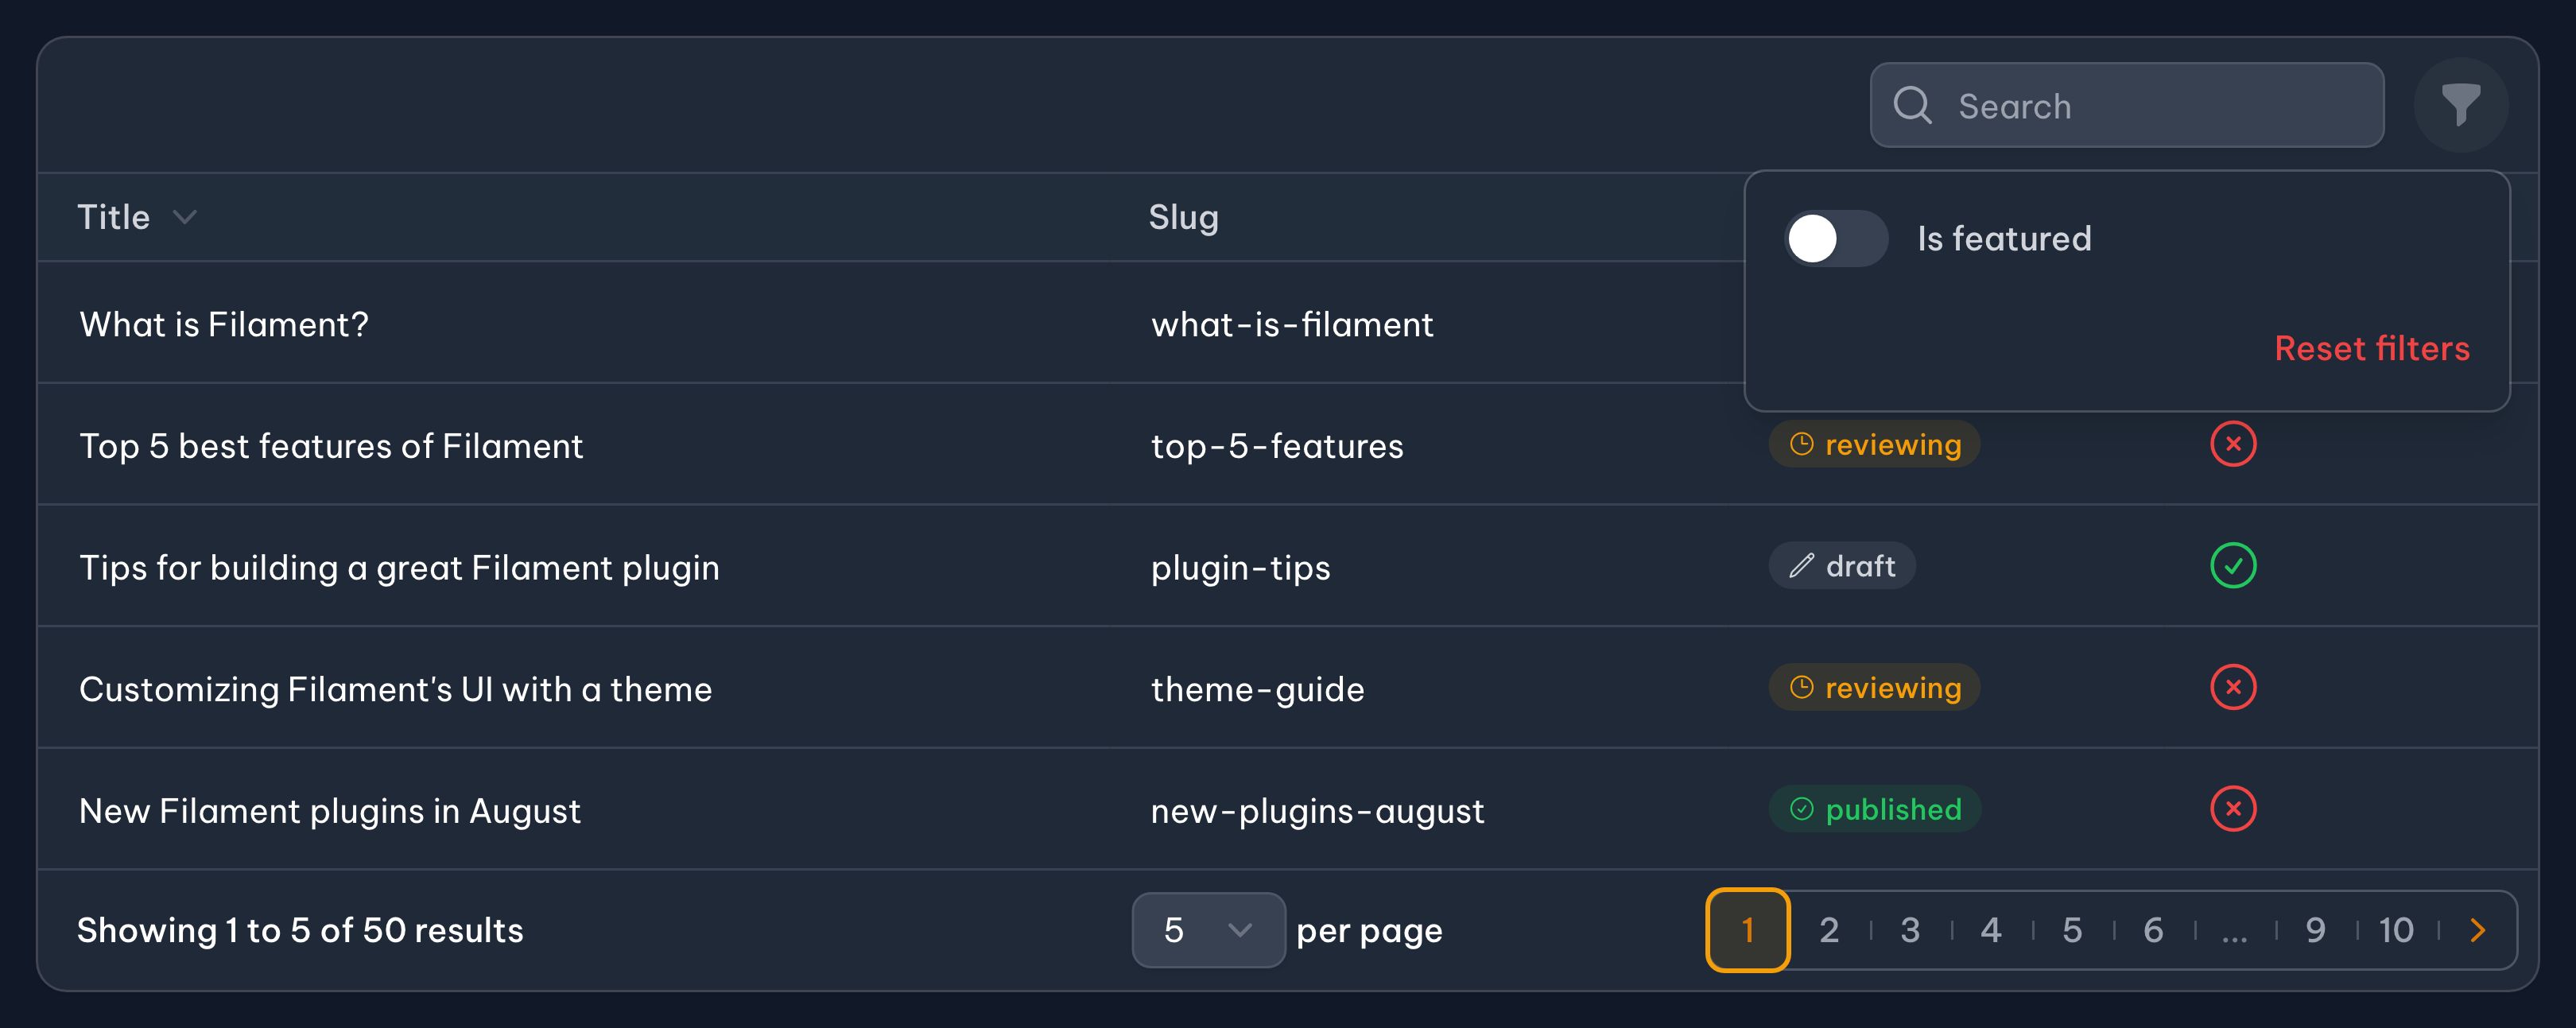 Search
Title Slug
Is featured
What is Filament? what-is-filament
Reset filters
Top 5 best features of Filament top-5-features reviewing
Tips for building a great Filament plugin plugin-tips draft
Customizing Filament's UI with a theme theme-guide reviewing
New Filament plugins in August new-plugins-august published
Showing 1 to 5 of 50 results 5 per page 1 2 3 4 5 6 ... 9 10